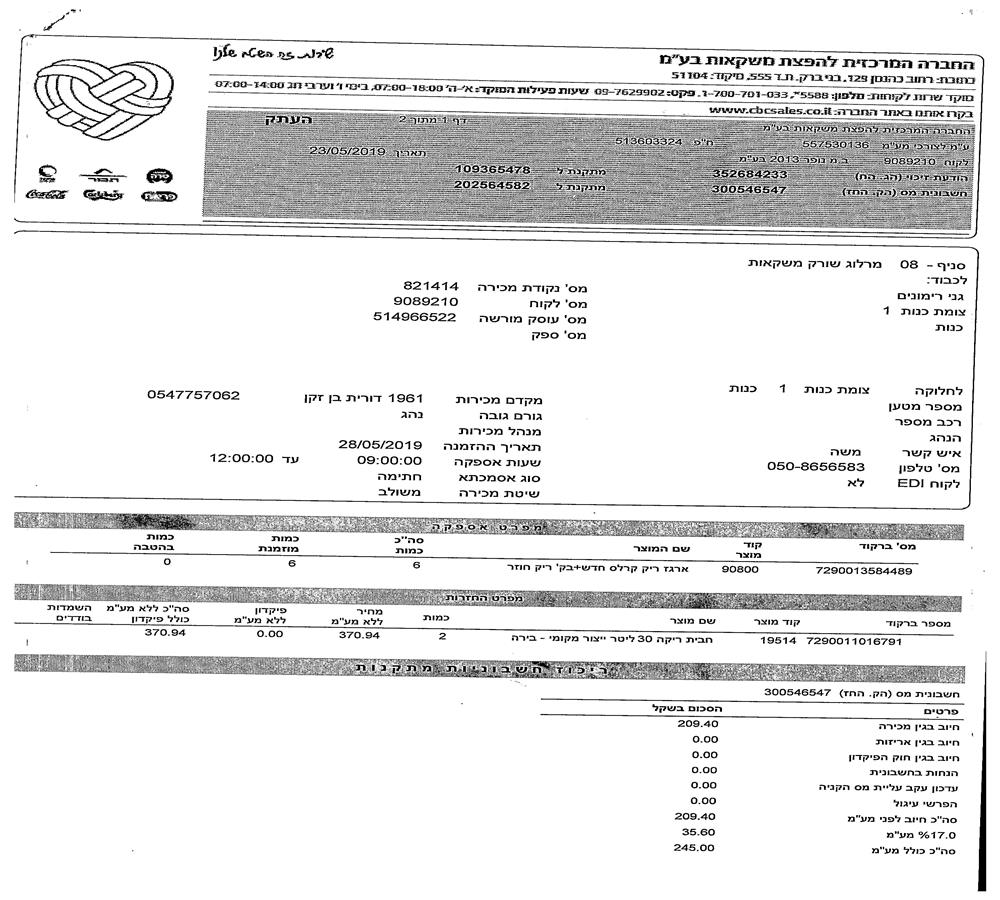 שירות זה השטח שלנו
החברה המרכזית להפצת משקאות בע"מ
כתובת: רחוב כהנמן 129, בני ברק, ת.ד 555, מיקוד: 51104
מוקד שרות לקוחות: טלפון: 5588*, 1-700-701-033, פקס: 09-7629902 שעות פעילות המוקד: א'-ה' 07:00-18:00, בימי ו' וערבי חג 07:00-14:00
בקרו אותנו באתר החברה: www.cbcsales.co.il
דף 1 מתוך 2 העתק
החברה המרכזית להפצת משקאות בע"מ
ע"מ לצורכי מע"מ 557530136 ח"פ 513603324
לקוח 9089210 ב.מ נופר 2013 בע"מ תאריך 23/05/2019
הודעת זיכוי (הג. הח) 352684233 מתקנת ל 109365478
חשבונית מס (הק. החז) 300546547 מתקנת ל 202564582
טרה תבור
Coca-Cola Carlsberg
סניף - 08 מרלוג שורק משקאות
לכבוד:
גני רימונים
צומת כנות 1
כנות
מס' נקודת מכירה 821414
מס' לקוח 9089210
מס' עוסק מורשה 514966522
מס' ספק
לחלוקה צומת כנות 1 כנות
מספר מטען
רכב מספר
הנהג
איש קשר משה
מס' טלפון 050-8656583
לקוח EDI לא
מקדם מכירות 1961 דורית בן זקן 0547757062
גורם גובה נהג
מנהל מכירות
תאריך ההזמנה 28/05/2019
שעות אספקה 09:00:00 עד 12:00:00
סוג אסמכתא חתימה
שיטת מכירה משולב
מפרט אספקה
מס' ברקוד קוד מוצר שם המוצר סה"כ כמות כמות מוזמנת כמות בהטבה
7290013584489 90800 ארגז ריק קרלס חדש+בק' ריק חוזר 6 6 0
מפרט החזרות
מספר ברקוד קוד מוצר שם מוצר כמות מחיר ללא מע"מ פיקדון ללא מע"מ סה"כ ללא מע"מ כולל פיקדון השמדות בודדים
7290011016791 19514 חבית ריקה 30 ליטר ייצור מקומי - בירה 2 370.94 0.00 370.94
ריכוז חשבוניות מתקנות
חשבונית מס (הק. החז) 300546547
פרטים הסכום בשקל
חיוב בגין מכירה 209.40
חיוב בגין אריזות 0.00
חיוב בגין חוק הפיקדון 0.00
הנחות בחשבונית 0.00
עדכון עקב עליית מס הקניה 0.00
הפרשי עיגול 0.00
סה"כ חיוב לפני מע"מ 209.40
%17.0 מע"מ 35.60
סה"כ כולל מע"מ 245.00